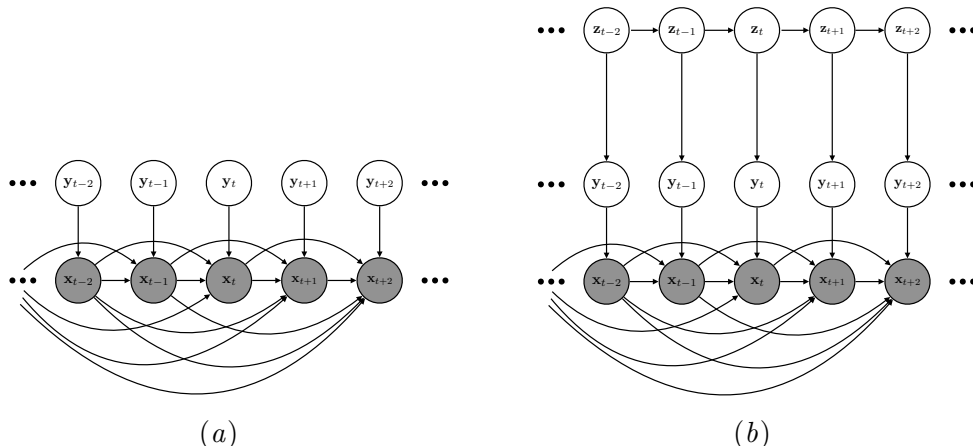 z_{t-2} z_{t-1} z_t z_{t+1} z_{t+2}
y_{t-2} y_{t-1} y_t y_{t+1} y_{t+2} y_{t-2} y_{t-1} y_t y_{t+1} y_{t+2}
x_{t-2} x_{t-1} x_t x_{t+1} x_{t+2} x_{t-2} x_{t-1} x_t x_{t+1} x_{t+2}
(a) (b)